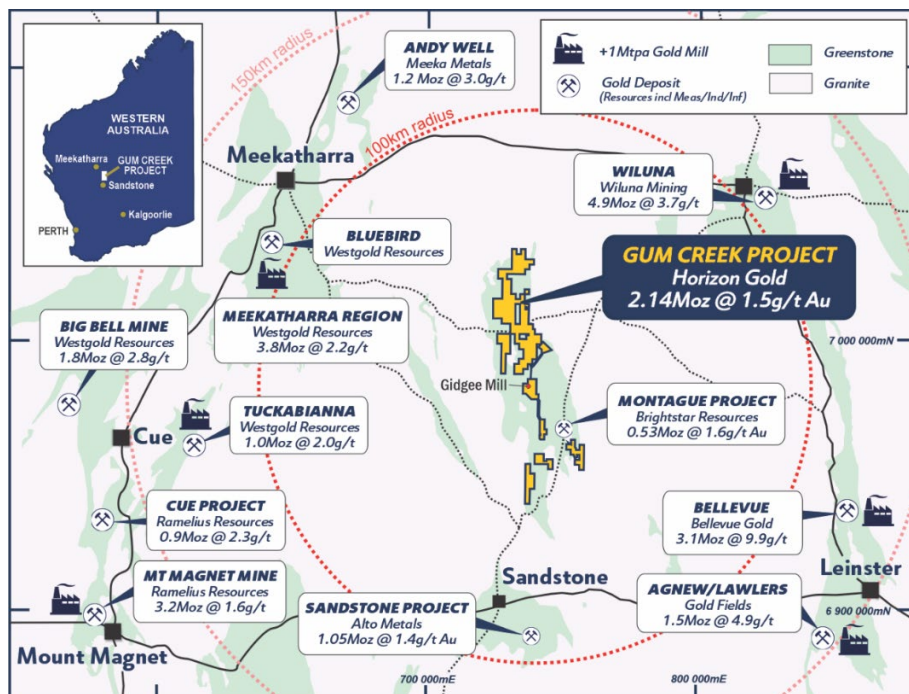 150km radius
100km radius
ANDY WELL
Meeka Metals
1.2 Moz @ 3.0g/t
+1Mtpa Gold Mill
Gold Deposit
(Resources incl Meas/Ind/Inf)
Greenstone
Granite
WESTERN
AUSTRALIA
Meekatharra
GUM CREEK
PROJECT
Sandstone
Kalgoorlie
PERTH
Meekatharra
WILUNA
Wiluna Mining
4.9Moz @ 3.7g/t
BLUEBIRD
Westgold Resources
GUM CREEK PROJECT
Horizon Gold
2.14Moz @ 1.5g/t Au
MEEKATHARRA REGION
Westgold Resources
3.8Moz @ 2.2g/t
BIG BELL MINE
Westgold Resources
1.8Moz @ 2.8g/t
7 000 000mN
Gidgee Mill
MONTAGUE PROJECT
Brightstar Resources
0.53Moz @ 1.6g/t Au
TUCKABIANNA
Westgold Resources
1.0Moz @ 2.0g/t
Cue
CUE PROJECT
Ramelius Resources
0.9Moz @ 2.3g/t
BELLEVUE
Bellevue Gold
3.1Moz @ 9.9g/t
MT MAGNET MINE
Ramelius Resources
3.2Moz @ 1.6g/t
Sandstone
SANDSTONE PROJECT
Alto Metals
1.05Moz @ 1.4g/t Au
AGNEW/LAWLERS
Gold Fields
1.5Moz @ 4.9g/t
Leinster
6 900 000mN
Mount Magnet
700 000mE
800 000mE